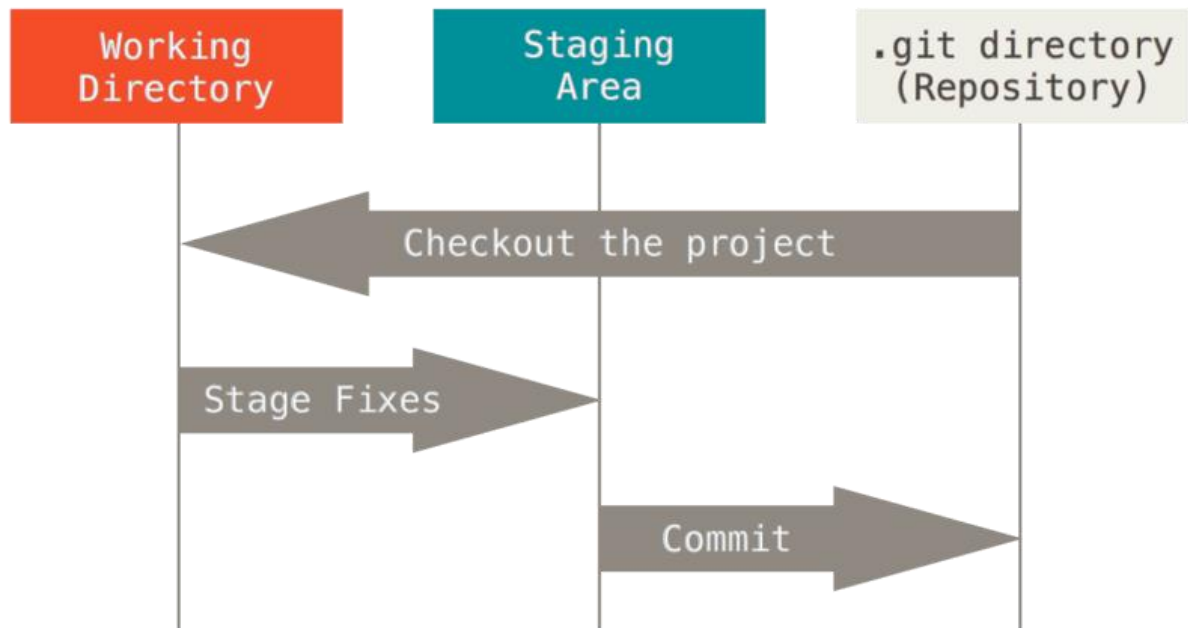 Working
Directory
Staging
Area
.git directory
(Repository)
Checkout the project
Stage Fixes
Commit